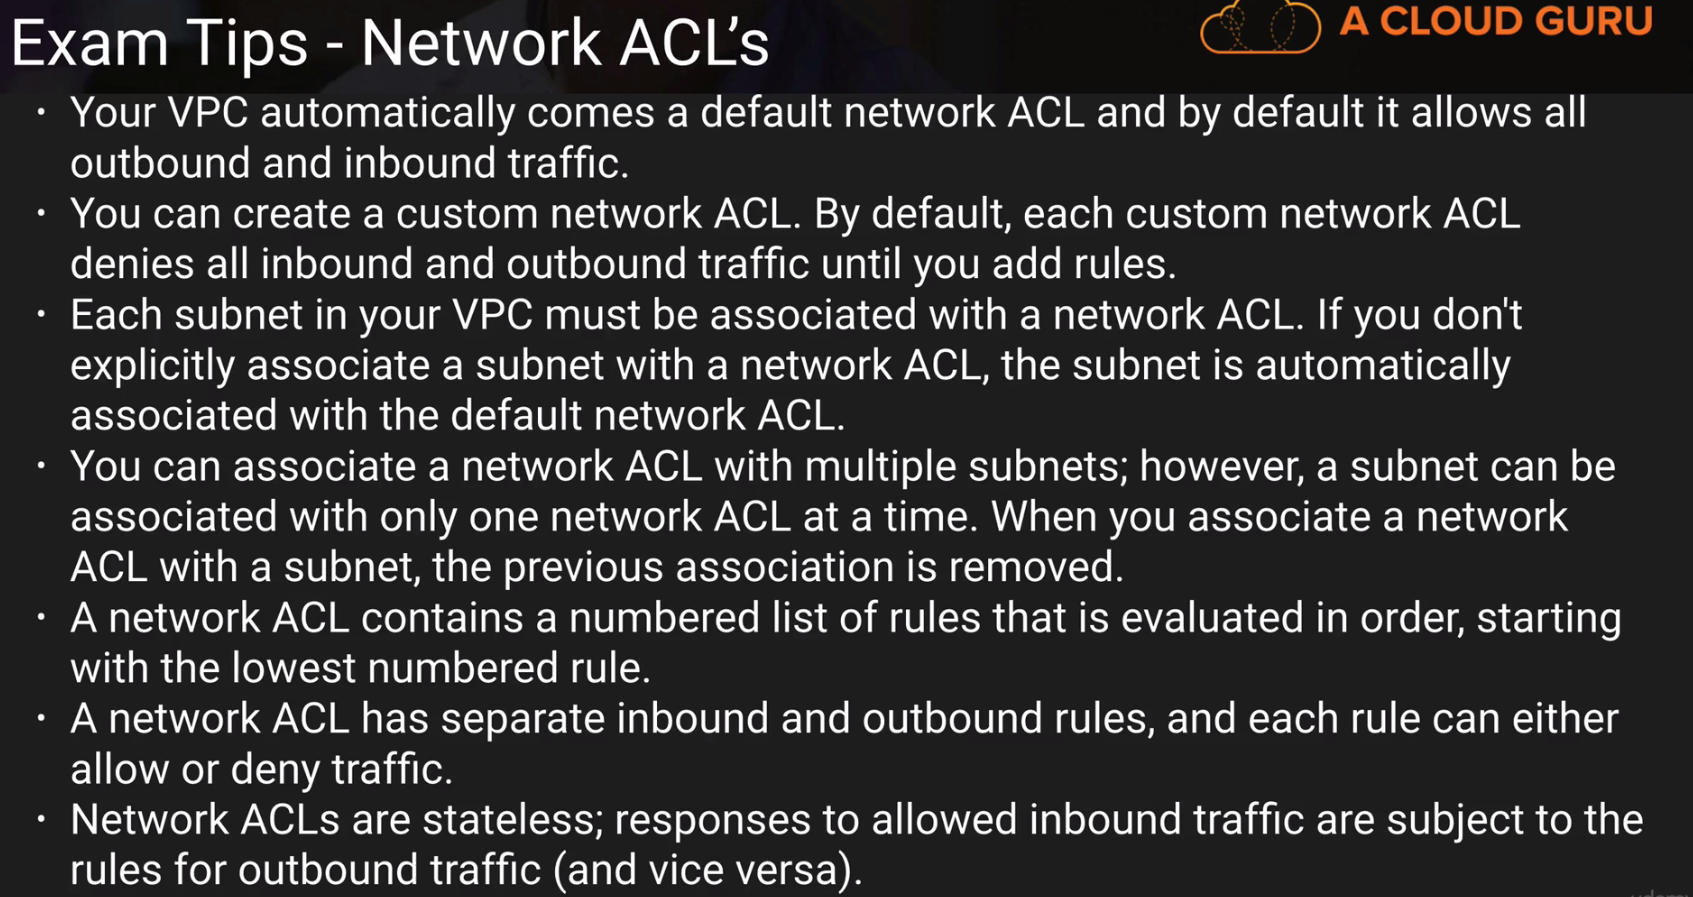 Exam Tips - Network ACL’s
A CLOUD GURU
• Your VPC automatically comes a default network ACL and by default it allows all
outbound and inbound traffic.
• You can create a custom network ACL. By default, each custom network ACL
denies all inbound and outbound traffic until you add rules.
• Each subnet in your VPC must be associated with a network ACL. If you don't
explicitly associate a subnet with a network ACL, the subnet is automatically
associated with the default network ACL.
• You can associate a network ACL with multiple subnets; however, a subnet can be
associated with only one network ACL at a time. When you associate a network
ACL with a subnet, the previous association is removed.
• A network ACL contains a numbered list of rules that is evaluated in order, starting
with the lowest numbered rule.
• A network ACL has separate inbound and outbound rules, and each rule can either
allow or deny traffic.
• Network ACLs are stateless; responses to allowed inbound traffic are subject to the
rules for outbound traffic (and vice versa).